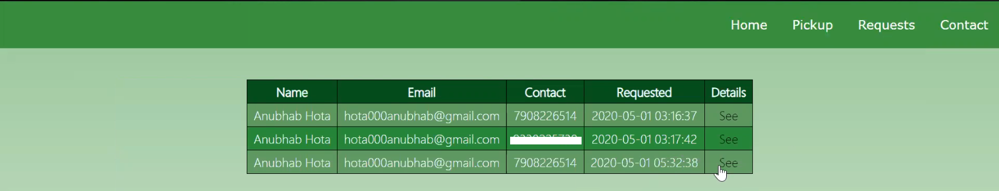 Home Pickup Requests Contact
Name Email Contact Requested Details
Anubhab Hota hota000anubhab@gmail.com 7908226514 2020-05-01 03:16:37 See
Anubhab Hota hota000anubhab@gmail.com 2020-05-01 03:17:42 See
Anubhab Hota hota000anubhab@gmail.com 7908226514 2020-05-01 05:32:38 See